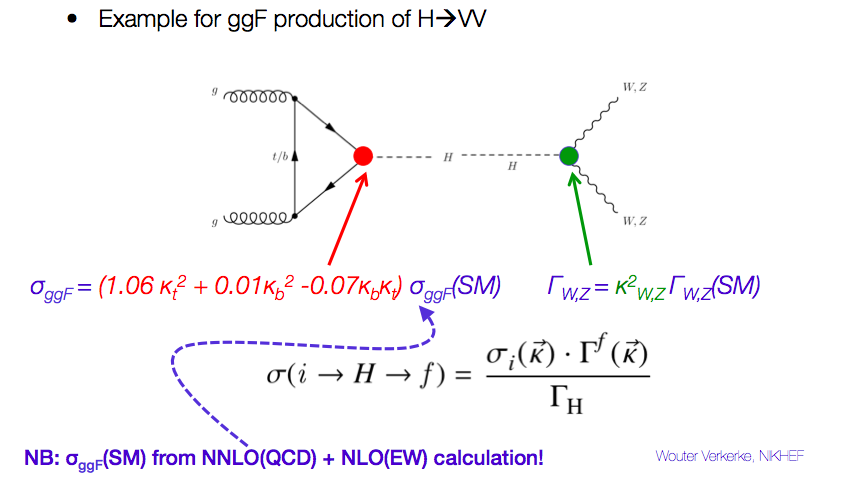 • Example for ggF production of H→VV
g
W, Z
t/b
H
H
g
W, Z
σggF = (1.06 κt² + 0.01κb² -0.07κbκt) σggF(SM)
ΓW,Z = κ²W,Z ΓW,Z(SM)
σ(i → H → f) = σi(κ⃗) · Γᶠ(κ⃗) / ΓH
NB: σggF(SM) from NNLO(QCD) + NLO(EW) calculation!
Wouter Verkerke, NIKHEF